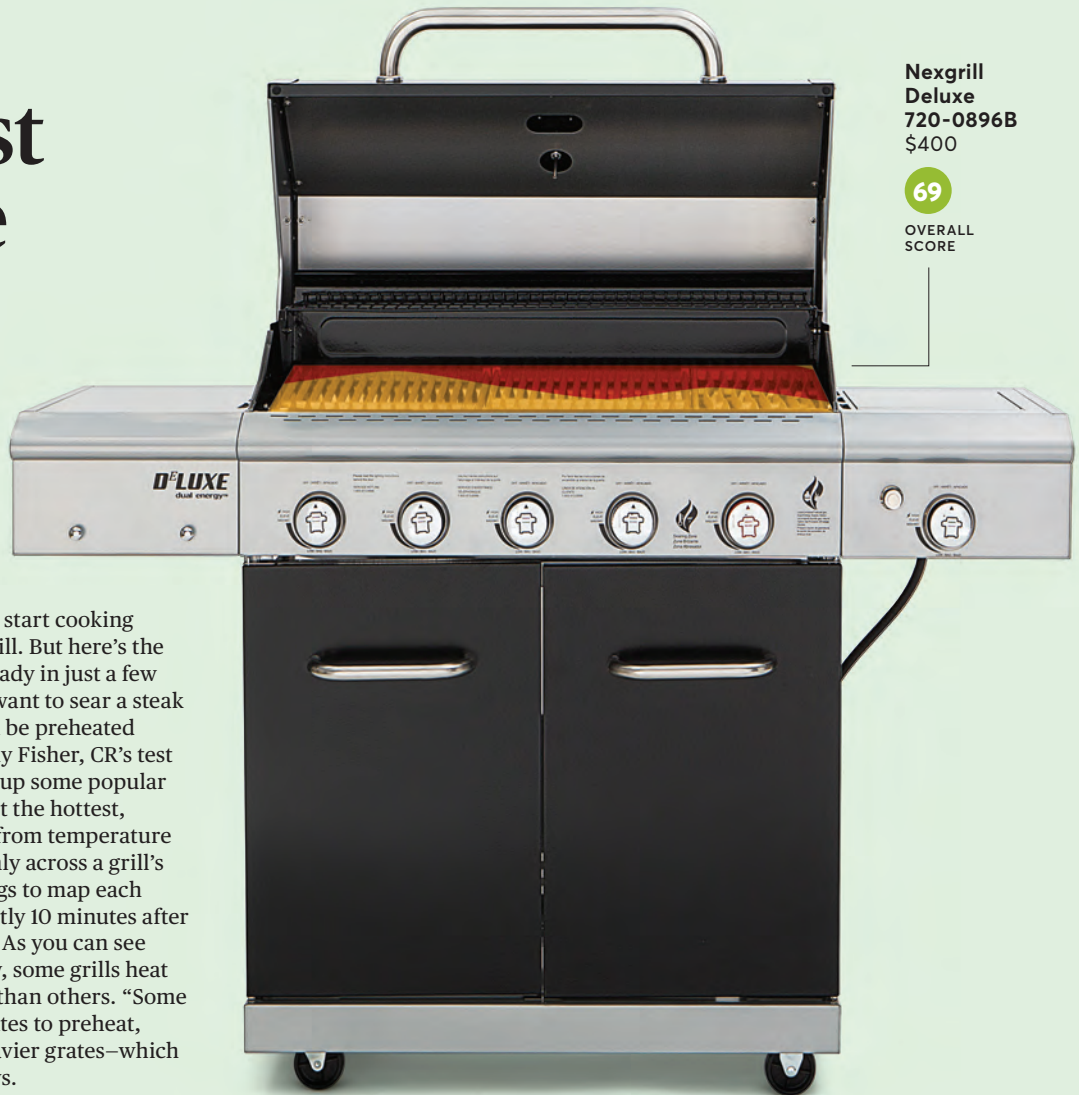 st
e
Nexgrill
Deluxe
720-0896B
$400
69
OVERALL
SCORE
DELUXE
dual energy™
start cooking
ill. But here’s the
ady in just a few
want to sear a steak
be preheated
y Fisher, CR’s test
up some popular
t the hottest,
from temperature
ly across a grill’s
gs to map each
tly 10 minutes after
As you can see
, some grills heat
than others. “Some
tes to preheat,
avier grates—which
s.